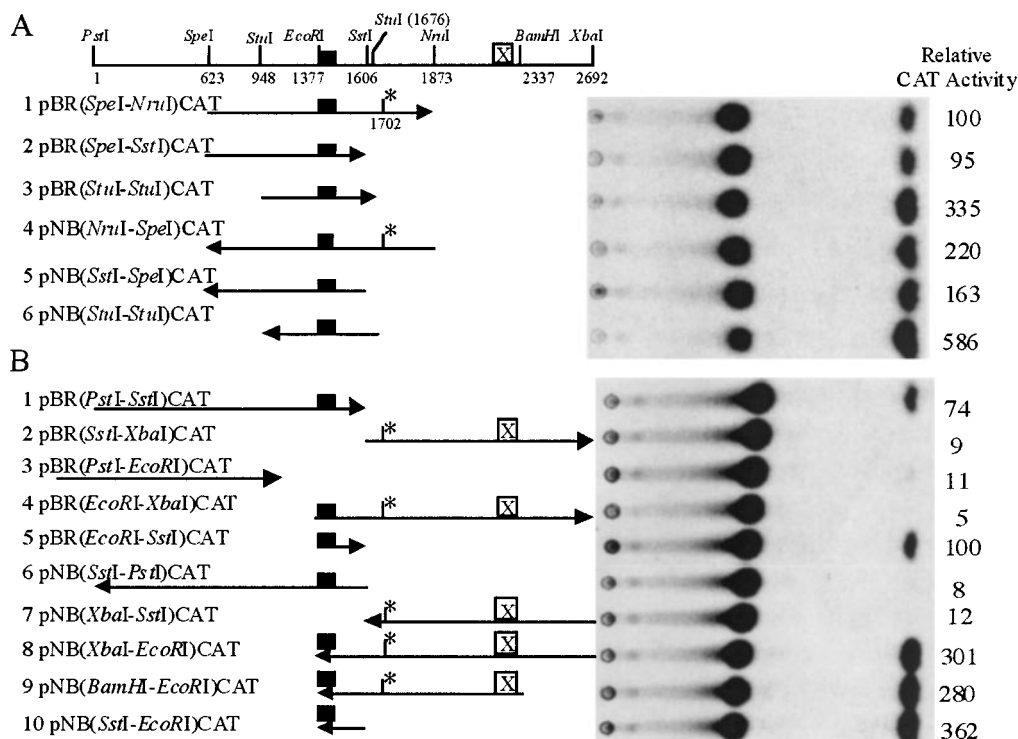 A
PstI SpeI StuI EcoRI SstI StuI (1676) NruI X BamHI XbaI
1 623 948 1377 1606 1873 2337 2692
Relative
CAT Activity
1 pBR(SpeI-NruI)CAT * 100
1702
2 pBR(SpeI-SstI)CAT 95
3 pBR(StuI-StuI)CAT 335
4 pNB(NruI-SpeI)CAT * 220
5 pNB(SstI-SpeI)CAT 163
6 pNB(StuI-StuI)CAT 586
B
1 pBR(PstI-SstI)CAT 74
2 pBR(SstI-XbaI)CAT * X 9
3 pBR(PstI-EcoRI)CAT 11
4 pBR(EcoRI-XbaI)CAT * X 5
5 pBR(EcoRI-SstI)CAT 100
6 pNB(SstI-PstI)CAT 8
7 pNB(XbaI-SstI)CAT * X 12
8 pNB(XbaI-EcoRI)CAT * X 301
9 pNB(BamHI-EcoRI)CAT * X 280
10 pNB(SstI-EcoRI)CAT 362